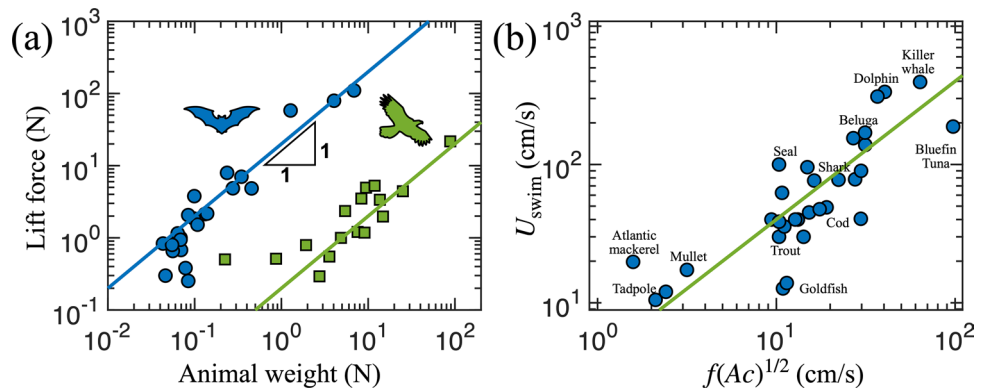 (a)
Lift force (N)
10^3
10^2
10^1
10^0
10^-1
1
1
10^-2
10^-1
10^0
10^1
10^2
Animal weight (N)
(b)
U_swim (cm/s)
10^3
10^2
10^1
Killer
whale
Dolphin
Beluga
Bluefin
Tuna
Seal
Shark
Cod
Atlantic
mackerel
Mullet
Trout
Tadpole
Goldfish
10^0
10^1
10^2
f(Ac)^1/2 (cm/s)